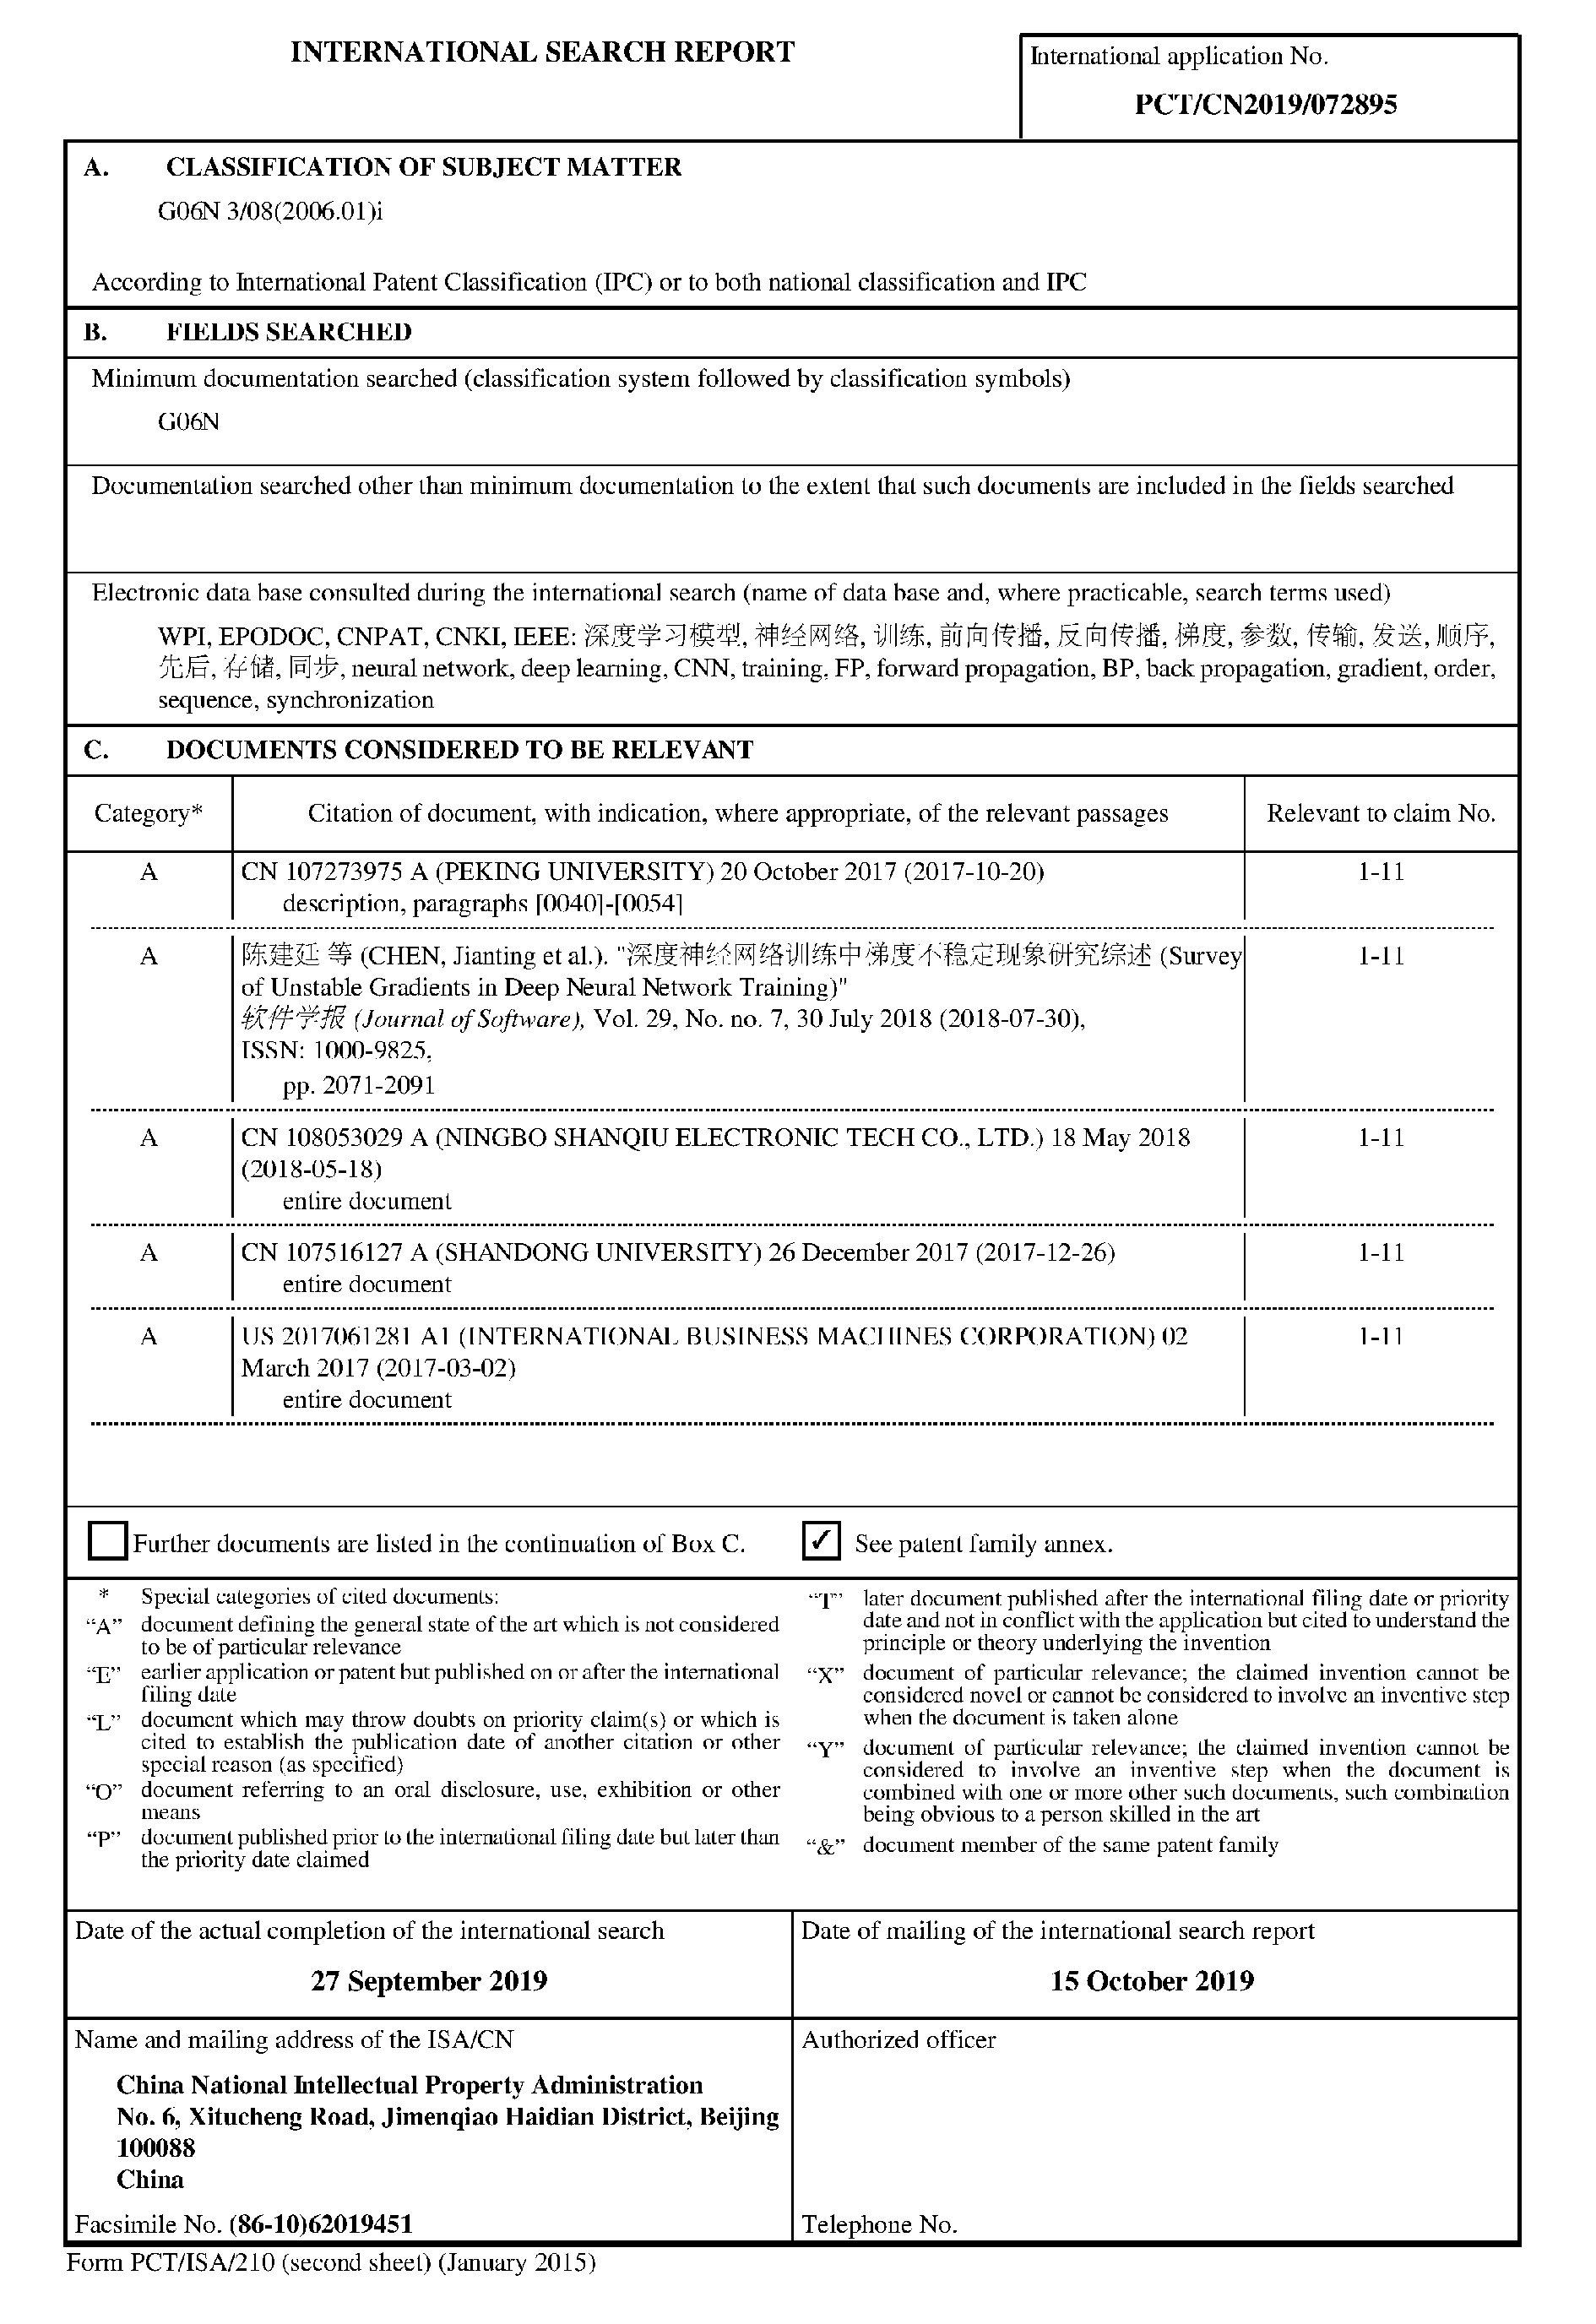 INTERNATIONAL SEARCH REPORT
International application No.
PCT/CN2019/072895
A. CLASSIFICATION OF SUBJECT MATTER
G06N 3/08(2006.01)i
According to International Patent Classification (IPC) or to both national classification and IPC
B. FIELDS SEARCHED
Minimum documentation searched (classification system followed by classification symbols)
G06N
Documentation searched other than minimum documentation to the extent that such documents are included in the fields searched
Electronic data base consulted during the international search (name of data base and, where practicable, search terms used)
WPI, EPODOC, CNPAT, CNKI, IEEE: 深度学习模型, 神经网络, 训练, 前向传播, 反向传播, 梯度, 参数, 传输, 发送, 顺序,
先后, 存储, 同步, neural network, deep learning, CNN, training, FP, forward propagation, BP, back propagation, gradient, order,
sequence, synchronization
C. DOCUMENTS CONSIDERED TO BE RELEVANT
Category* Citation of document, with indication, where appropriate, of the relevant passages Relevant to claim No.
A CN 107273975 A (PEKING UNIVERSITY) 20 October 2017 (2017-10-20) 1-11
description, paragraphs [0040]-[0054]
A 陈建廷 等 (CHEN, Jianting et al.). "深度神经网络训练中梯度不稳定现象研究综述 (Survey 1-11
of Unstable Gradients in Deep Neural Network Training)"
软件学报 (Journal of Software), Vol. 29, No. no. 7, 30 July 2018 (2018-07-30),
ISSN: 1000-9825,
pp. 2071-2091
A CN 108053029 A (NINGBO SHANQIU ELECTRONIC TECH CO., LTD.) 18 May 2018 1-11
(2018-05-18)
entire document
A CN 107516127 A (SHANDONG UNIVERSITY) 26 December 2017 (2017-12-26) 1-11
entire document
A US 2017061281 A1 (INTERNATIONAL BUSINESS MACHINES CORPORATION) 02 1-11
March 2017 (2017-03-02)
entire document
Further documents are listed in the continuation of Box C.
✓ See patent family annex.
* Special categories of cited documents:
“A” document defining the general state of the art which is not considered
to be of particular relevance
“E” earlier application or patent but published on or after the international
filing date
“L” document which may throw doubts on priority claim(s) or which is
cited to establish the publication date of another citation or other
special reason (as specified)
“O” document referring to an oral disclosure, use, exhibition or other
means
“P” document published prior to the international filing date but later than
the priority date claimed
“T” later document published after the international filing date or priority
date and not in conflict with the application but cited to understand the
principle or theory underlying the invention
“X” document of particular relevance; the claimed invention cannot be
considered novel or cannot be considered to involve an inventive step
when the document is taken alone
“Y” document of particular relevance; the claimed invention cannot be
considered to involve an inventive step when the document is
combined with one or more other such documents, such combination
being obvious to a person skilled in the art
“&” document member of the same patent family
Date of the actual completion of the international search
27 September 2019
Date of mailing of the international search report
15 October 2019
Name and mailing address of the ISA/CN
China National Intellectual Property Administration
No. 6, Xitucheng Road, Jimenqiao Haidian District, Beijing
100088
China
Facsimile No. (86-10)62019451
Authorized officer
Telephone No.
Form PCT/ISA/210 (second sheet) (January 2015)